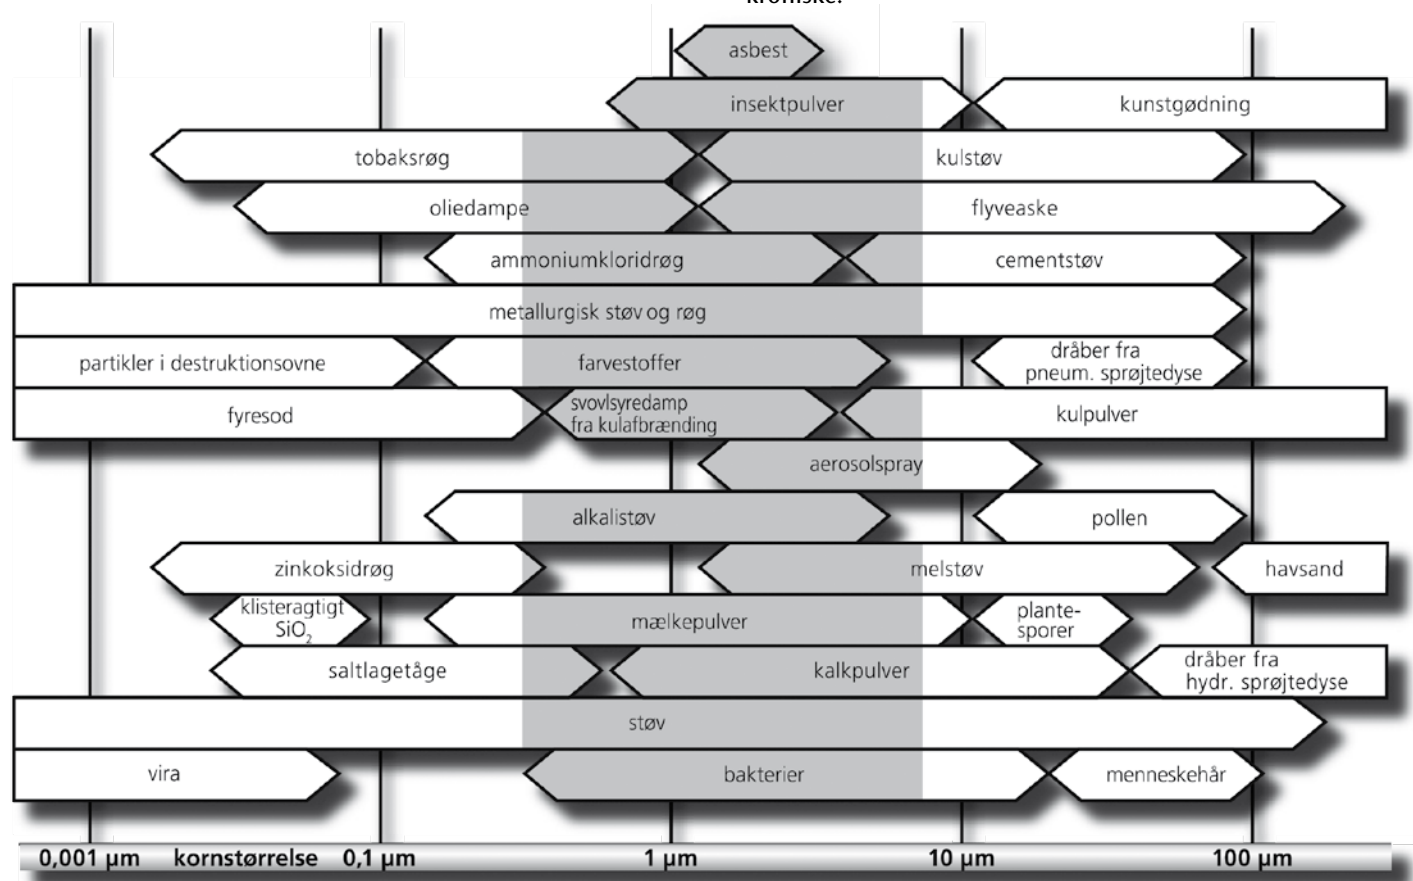 kroniske.
asbest
insektpulver
kunstgødning
tobaksrøg
kulstøv
oliedampe
flyveaske
ammoniumkloridrøg
cementstøv
metallurgisk støv og røg
partikler i destruktionsovne
farvestoffer
dråber fra
pneum. sprøjtedyse
fyresod
svovlsyredamp
fra kulafbrænding
kulpulver
aerosolspray
alkalistøv
pollen
zinkoksidrøg
melstøv
havsand
klisteragtigt
SiO₂
mælkepulver
plante-
sporer
saltlagetåge
kalkpulver
dråber fra
hydr. sprøjtedyse
støv
vira
bakterier
menneskehår
0,001 µm kornstørrelse 0,1 µm 1 µm 10 µm 100 µm